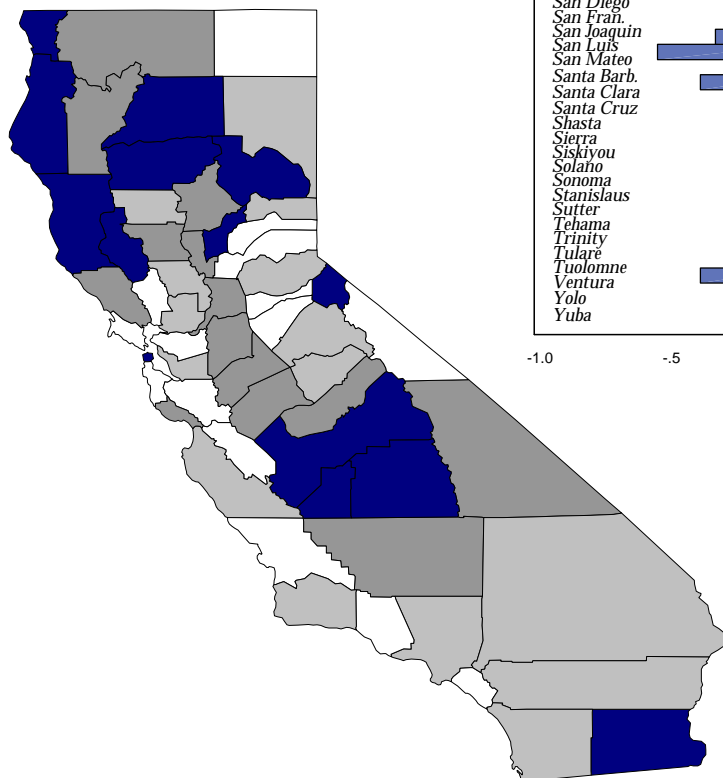 San Diego
San Fran.
San Joaquin
San Luis
San Mateo
Santa Barb.
Santa Clara
Santa Cruz
Shasta
Sierra
Siskiyou
Solano
Sonoma
Stanislaus
Sutter
Tehama
Trinity
Tulare
Tuolomne
Ventura
Yolo
Yuba
-1.0 -.5